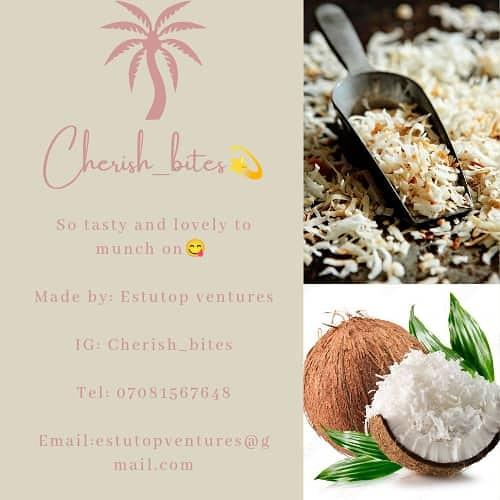 Cherish_bites💫
So tasty and lovely to
munch on😋
Made by: Estutop ventures
IG: Cherish_bites
Tel: 07081567648
Email:estutopventures@g
mail.com